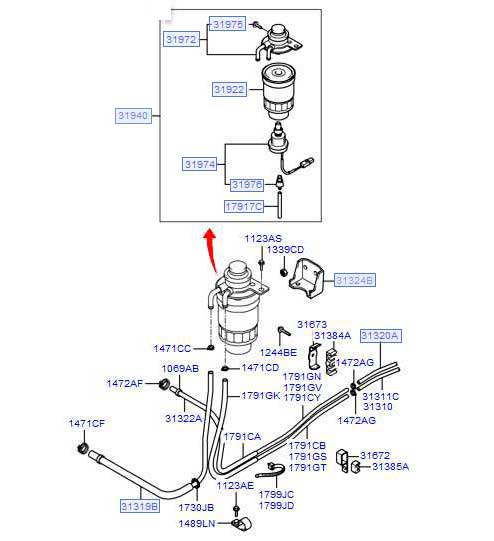 31975
31972
31922
31940
31974
31976
17917C
1123AS
1339CD
31324B
31673
31384A
31320A
1471CC
1244BE
1472AG
1069AB
1471CD
1791GN
1472AF
1791GK
1791GV
1791CY
31311C
31310
31322A
1472AG
1471CF
1791CA
1791CB
1791GS
1791GT
31672
31385A
1123AE
31319B
1730JB
1799JC
1799JD
1489LN